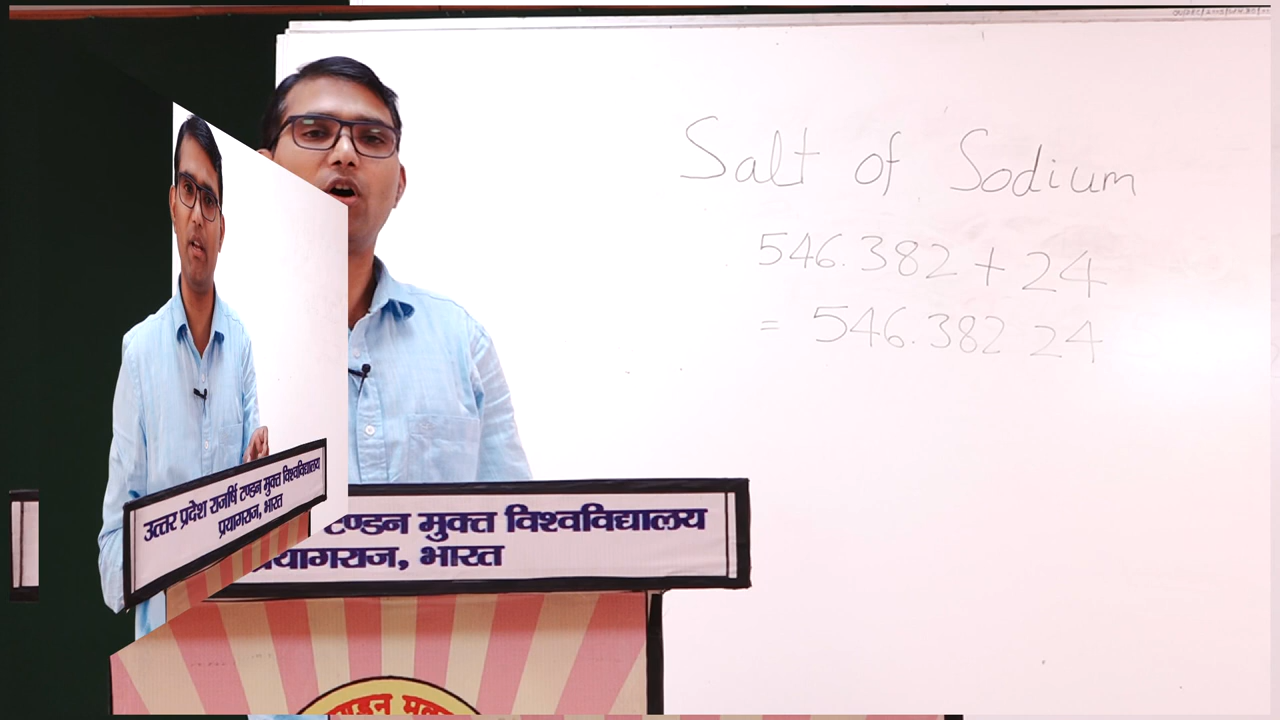 Salt of Sodium
546.382 + 24
= 546.382 24
उत्तर प्रदेश राजर्षि टण्डन मुक्त विश्वविद्यालय
प्रयागराज, भारत
टण्डन मुक्त विश्वविद्यालय
प्रयागराज, भारत